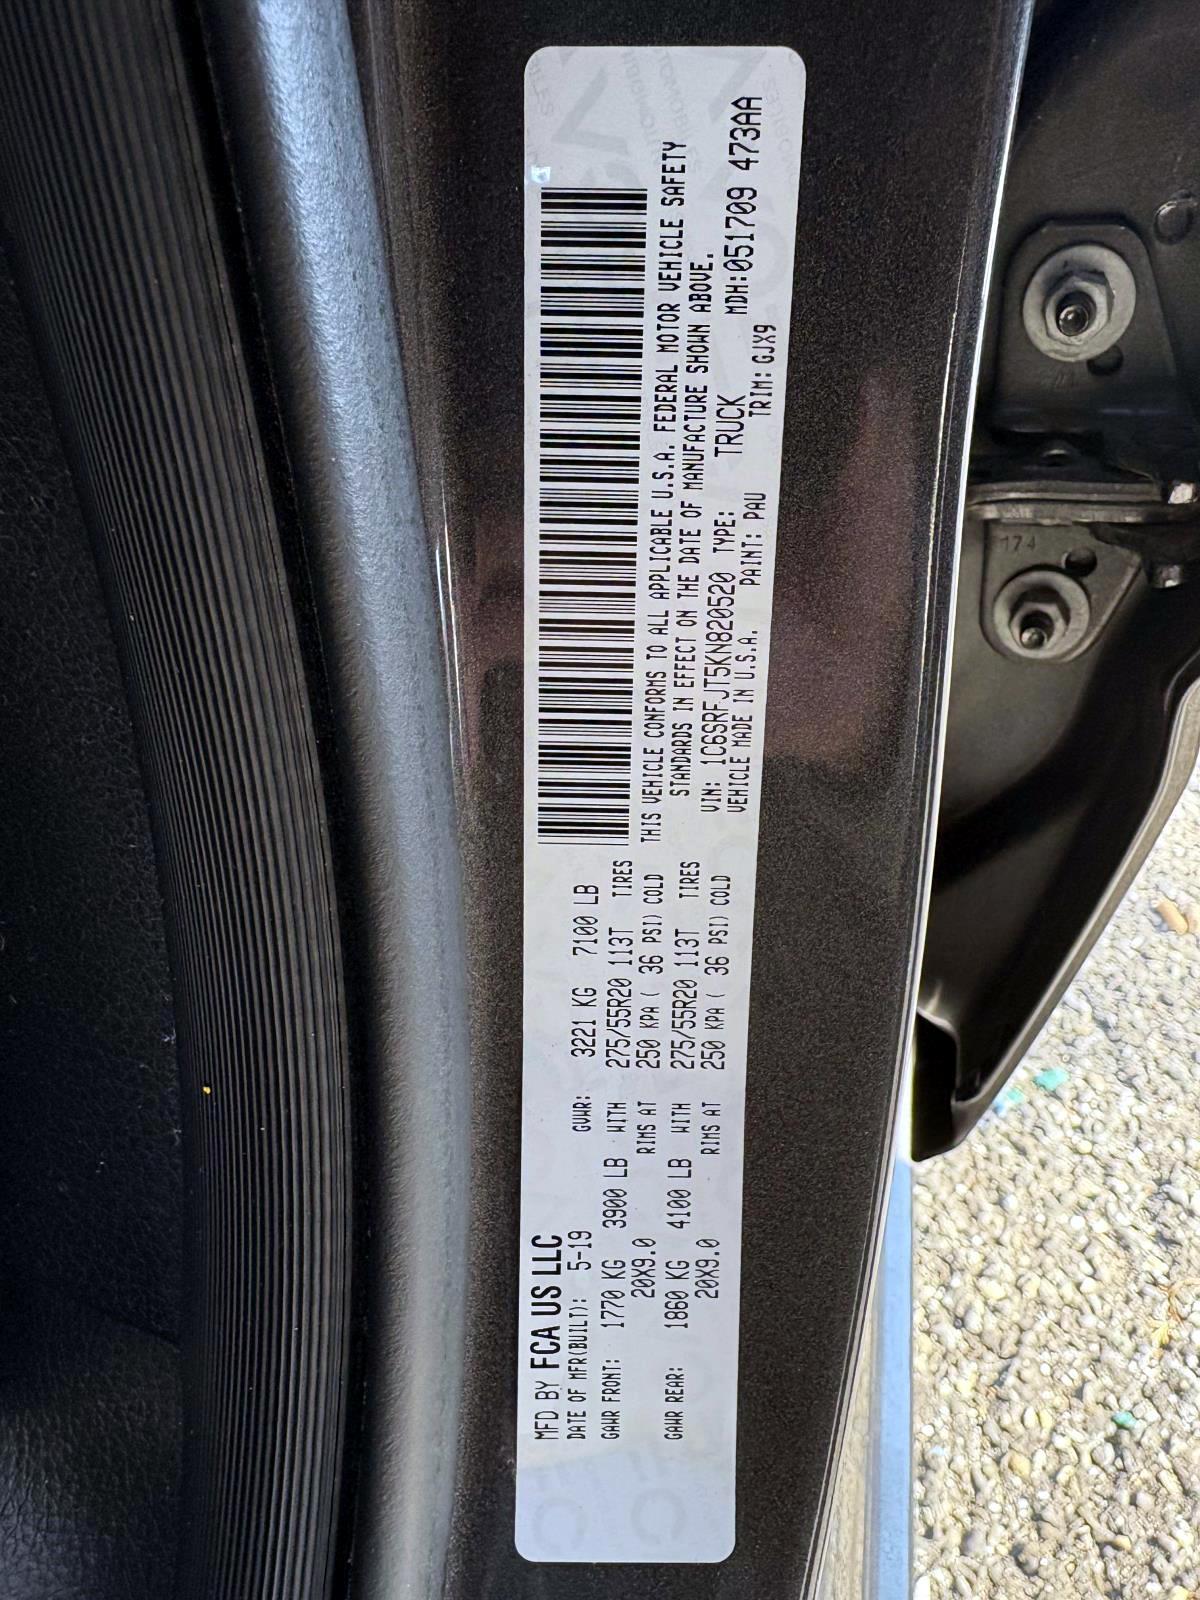 MFD BY FCA US LLC
DATE OF MFR(BUILT): 5-19 GVWR: 3221 KG 7100 LB
GAWR FRONT: 1770 KG 3900 LB WITH 275/55R20 113T TIRES
20X9.0 RIMS AT 250 KPA ( 36 PSI) COLD
GAWR REAR: 1860 KG 4100 LB WITH 275/55R20 113T TIRES
20X9.0 RIMS AT 250 KPA ( 36 PSI) COLD
THIS VEHICLE CONFORMS TO ALL APPLICABLE U.S.A. FEDERAL MOTOR VEHICLE SAFETY
STANDARDS IN EFFECT ON THE DATE OF MANUFACTURE SHOWN ABOVE.
VIN: 1C6SRFJT5KN820520 TYPE: TRUCK MDH:051709 473AA
VEHICLE MADE IN U.S.A. PAINT: PAU TRIM: GJX9
174